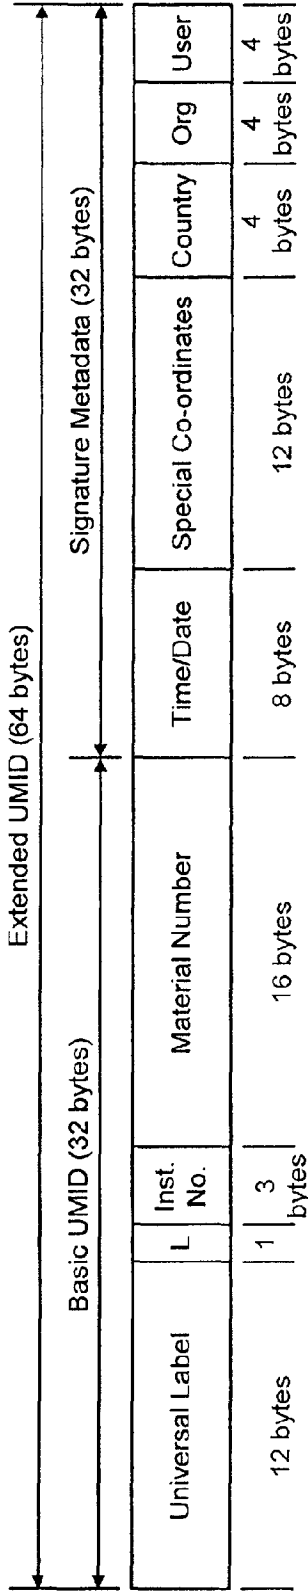 Extended UMID (64 bytes)
Basic UMID (32 bytes)
Signature Metadata (32 bytes)
Universal Label
L
Inst.
No.
Material Number
Time/Date
Special Co-ordinates
Country
Org
User
12 bytes
1
3
bytes
16 bytes
8 bytes
12 bytes
4
bytes
4
bytes
4
bytes